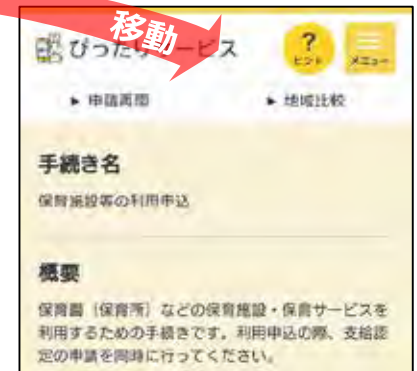 移動
ぴったりサービス
?
ヒント
メニュー
▶ 申請再開
▶ 地域比較
手続き名
保育施設等の利用申込
概要
保育園（保育所）などの保育施設・保育サービスを
利用するための手続きです。利用申込の際、支給認
定の申請を同時に行ってください。